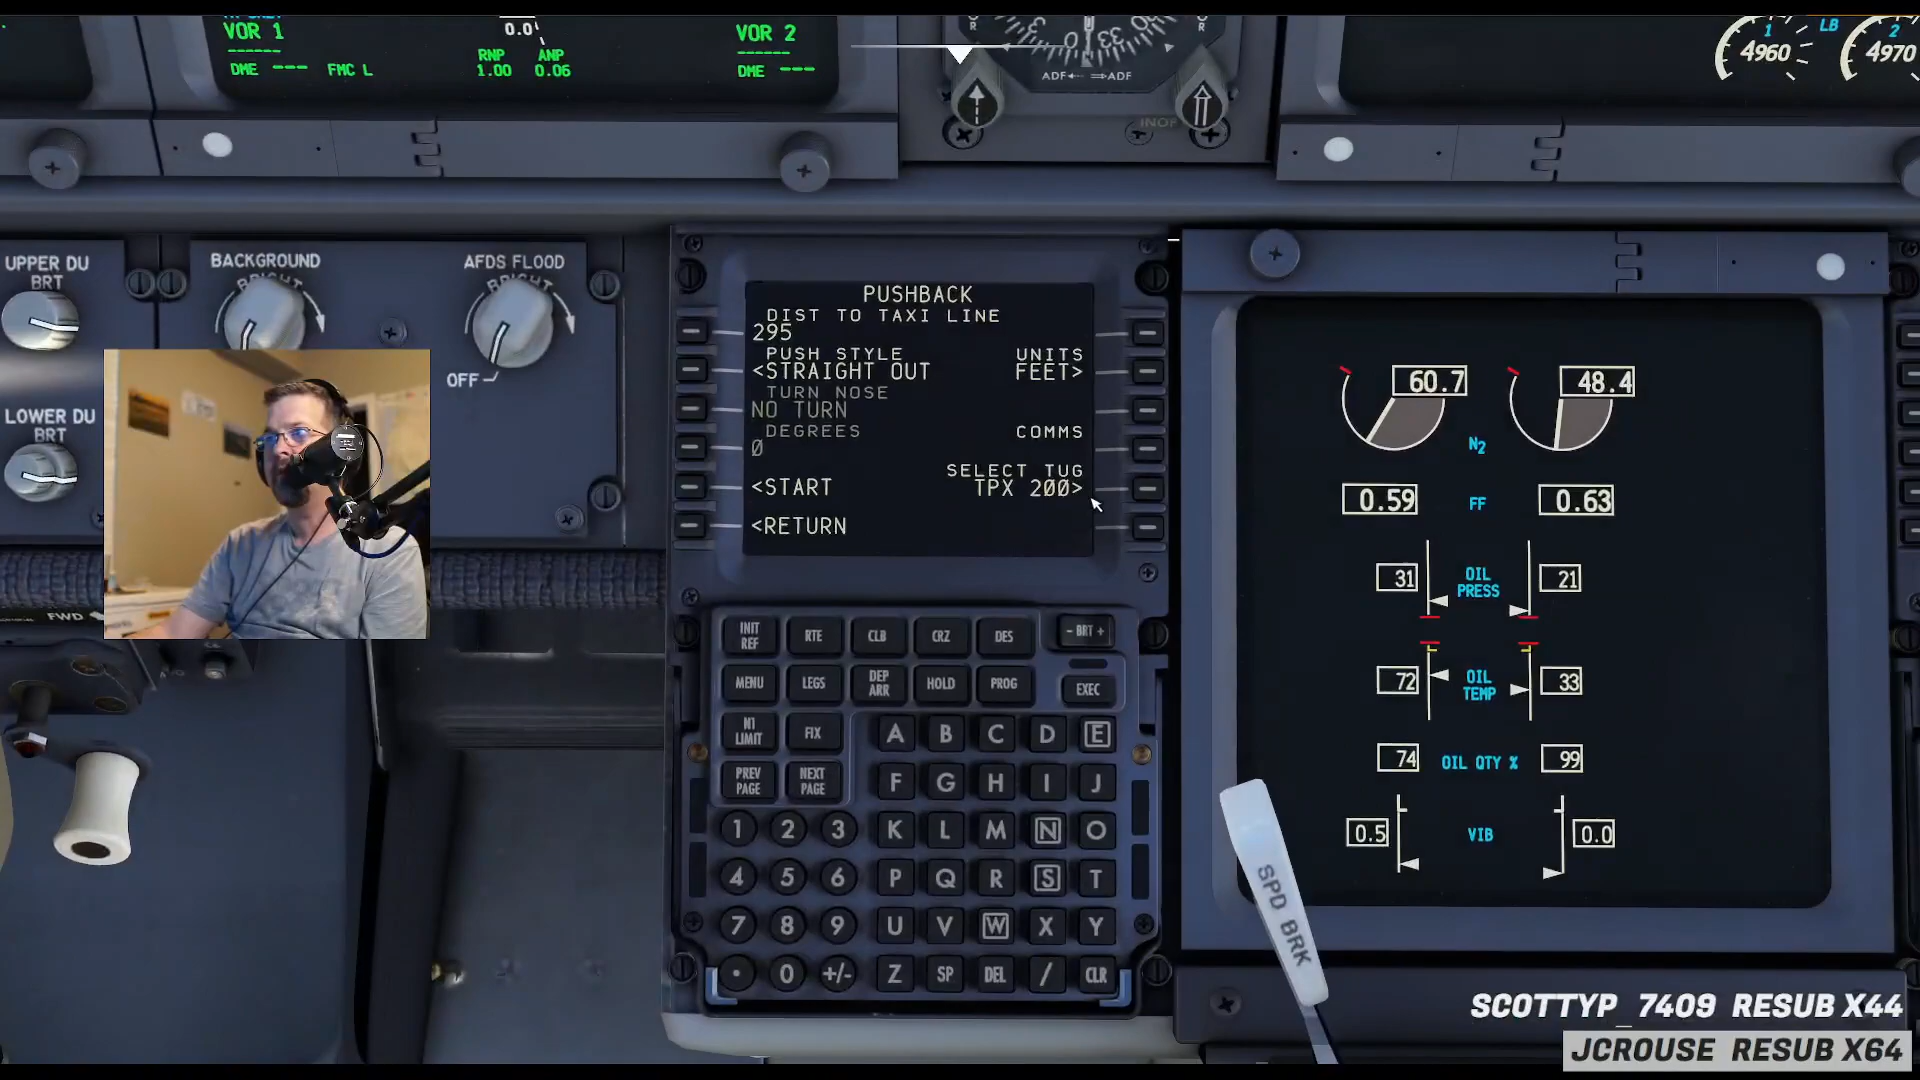 VOR 1
DME --- FMC L
0.0
RNP ANP
1.00 0.06
VOR 2
DME ---
33
0
33
ADF ADF
INOP
1 LB 2
4960 4970
UPPER DU
BRT
BACKGROUND
BRIGHT
AFDS FLOOD
BRIGHT
OFF
LOWER DU
BRT
FWD
PUSHBACK
DIST TO TAXI LINE
295
PUSH STYLE UNITS
<STRAIGHT OUT FEET>
TURN NOSE
NO TURN
DEGREES COMMS
0
SELECT TUG
<START TPX 200>
<RETURN
INIT REF RTE CLB CRZ DES - BRT +
MENU LEGS DEP ARR HOLD PROG EXEC
N1 LIMIT FIX
PREV PAGE NEXT PAGE
A B C D E
F G H I J
1 2 3 K L M N O
4 5 6 P Q R S T
7 8 9 U V W X Y
. 0 +/- Z SP DEL / CLR
60.7 N2 48.4
0.59 FF 0.63
31 OIL PRESS 21
72 OIL TEMP 33
74 OIL QTY % 99
0.5 VIB 0.0
SPD BRK
SCOTTYP_7409 RESUB X44
JCROUSE RESUB X64